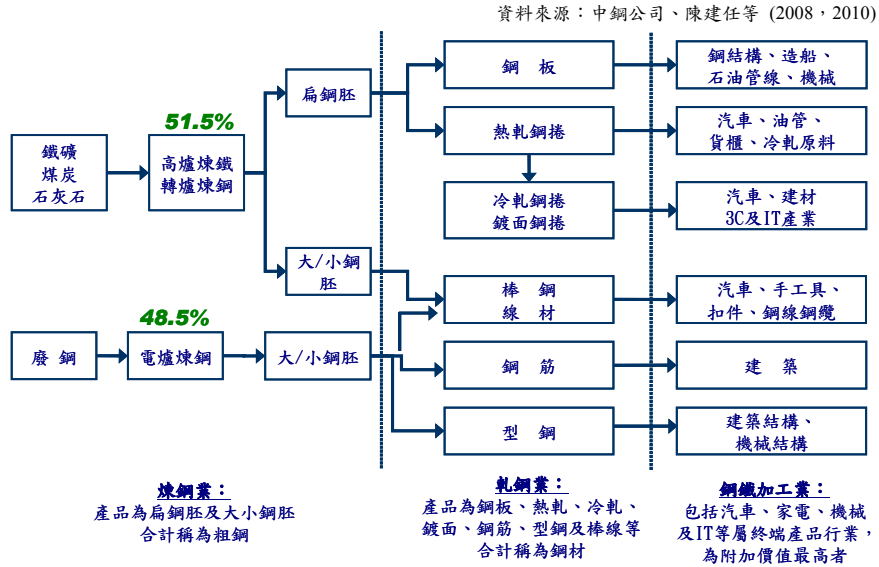 資料來源：中鋼公司、陳建任等 (2008，2010)
鐵礦
煤炭
石灰石
51.5%
高爐煉鐵
轉爐煉鋼
扁鋼胚
大/小鋼
胚
鋼 板
鋼結構、造船、
石油管線、機械
熱軋鋼捲
汽車、油管、
貨櫃、冷軋原料
冷軋鋼捲
鍍面鋼捲
汽車、建材
3C及IT產業
棒 鋼
線 材
汽車、手工具、
扣件、鋼線鋼纜
廢 鋼
48.5%
電爐煉鋼
大/小鋼胚
鋼 筋
建 築
型 鋼
建築結構、
機械結構
煉鋼業：
產品為扁鋼胚及大小鋼胚
合計稱為粗鋼
軋鋼業：
產品為鋼板、熱軋、冷軋、
鍍面、鋼筋、型鋼及棒線等
合計稱為鋼材
鋼鐵加工業：
包括汽車、家電、機械
及IT等屬終端產品行業，
為附加價值最高者